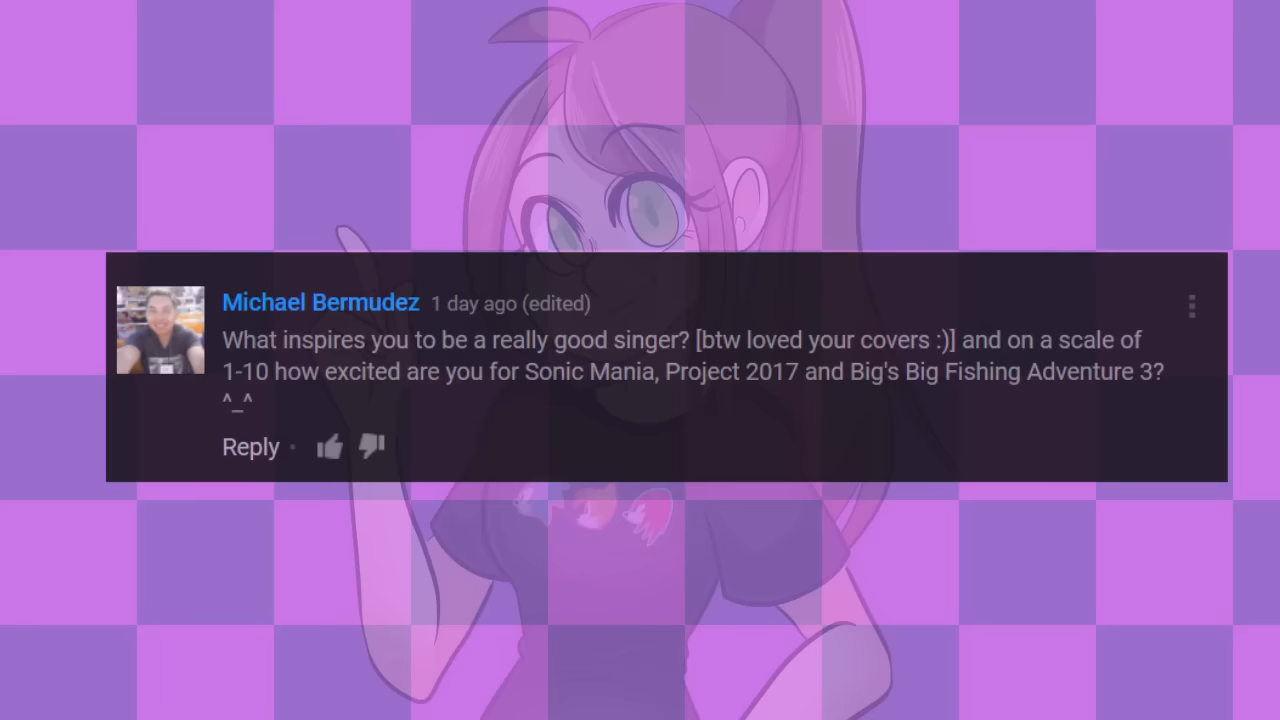 Michael Bermudez 1 day ago (edited)
What inspires you to be a really good singer? [btw loved your covers :)] and on a scale of
1-10 how excited are you for Sonic Mania, Project 2017 and Big's Big Fishing Adventure 3?
^_^
Reply •